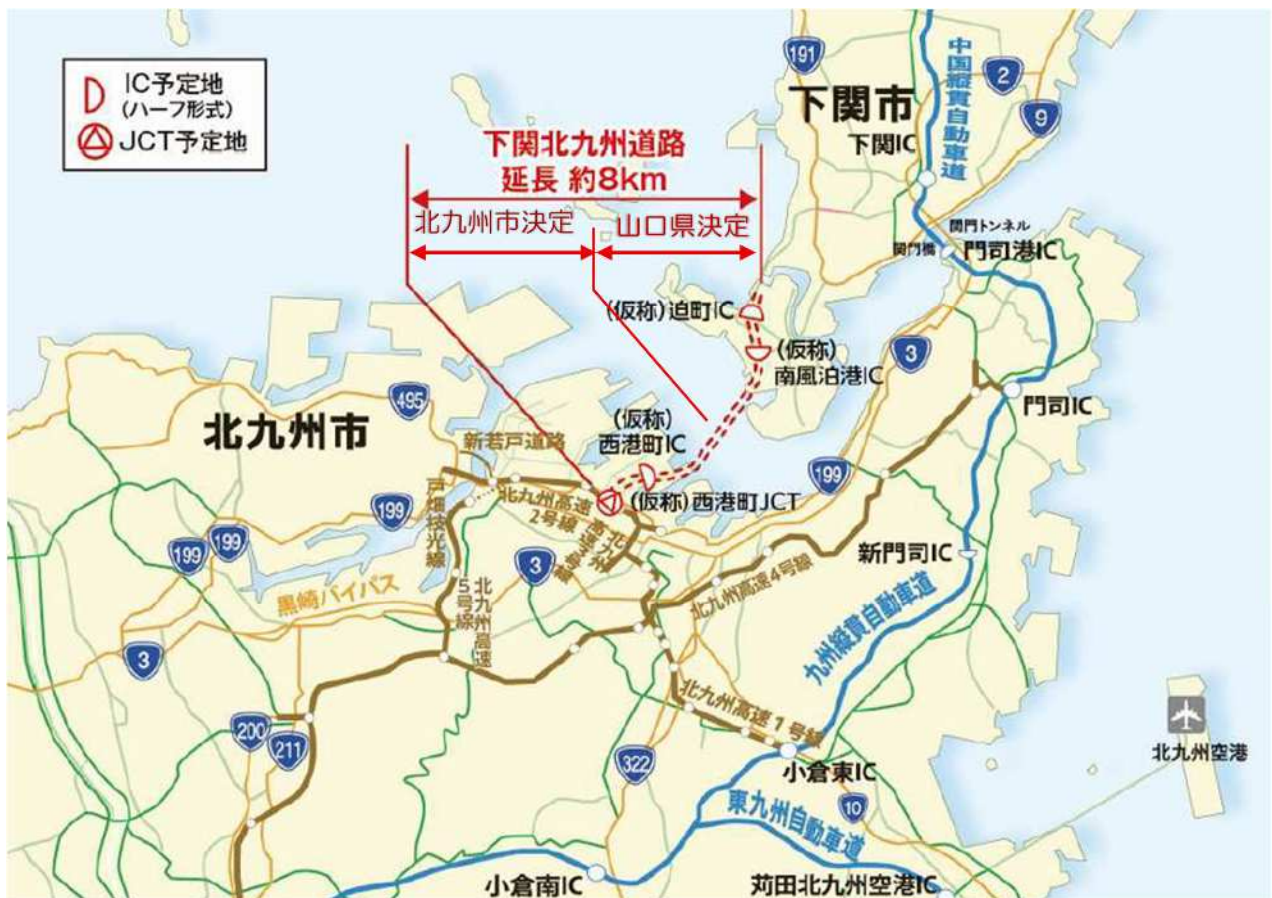 IC予定地
(ハーフ形式)
JCT予定地
191
中国縦貫自動車道
2
9
下関市
下関IC
下関北九州道路
延長 約8km
北九州市決定
山口県決定
関門トンネル
関門橋
門司港IC
(仮称)迫町IC
3
(仮称)
南風泊港IC
門司IC
495
北九州市
(仮称)
西港町IC
新若戸道路
199
戸畑枝光線
北九州高速
2号線
(仮称)西港町JCT
199
199
199
3
新門司IC
黒崎バイパス
北九州高速
5号線
北九州高速4号線
九州縦貫自動車道
3
200
211
北九州高速1号線
322
小倉東IC
北九州空港
10
東九州自動車道
小倉南IC
苅田北九州空港IC